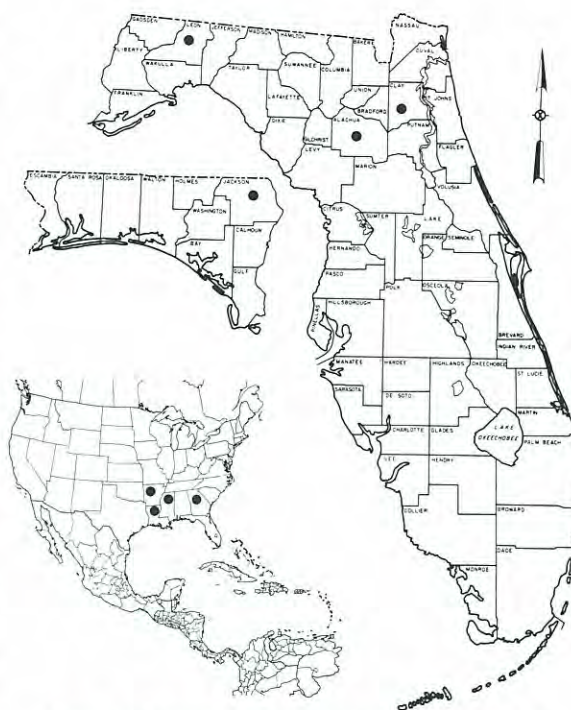 GADSDEN
LEON
JEFFERSON
MADISON
HAMILTON
NASSAU
LIBERTY
WAKULLA
TAYLOR
SUWANNEE
COLUMBIA
BAKER
DUVAL
FRANKLIN
LAFAYETTE
UNION
BRADFORD
CLAY
ST JOHNS
DIXIE
GILCHRIST
ALACHUA
PUTNAM
FLAGLER
LEVY
MARION
VOLUSIA
ESCAMBIA
SANTA ROSA
OKALOOSA
WALTON
HOLMES
JACKSON
WASHINGTON
BAY
CALHOUN
GULF
CITRUS
SUMTER
LAKE
HERNANDO
ORANGE
SEMINOLE
PASCO
POLK
OSCEOLA
HILLSBOROUGH
PINELLAS
BREVARD
INDIAN RIVER
MANATEE
HARDEE
HIGHLANDS
OKEECHOBEE
ST LUCIE
SARASOTA
DE SOTO
MARTIN
CHARLOTTE
GLADES
LAKE
OKEECHOBEE
PALM BEACH
LEE
HENDRY
COLLIER
BROWARD
DADE
MONROE